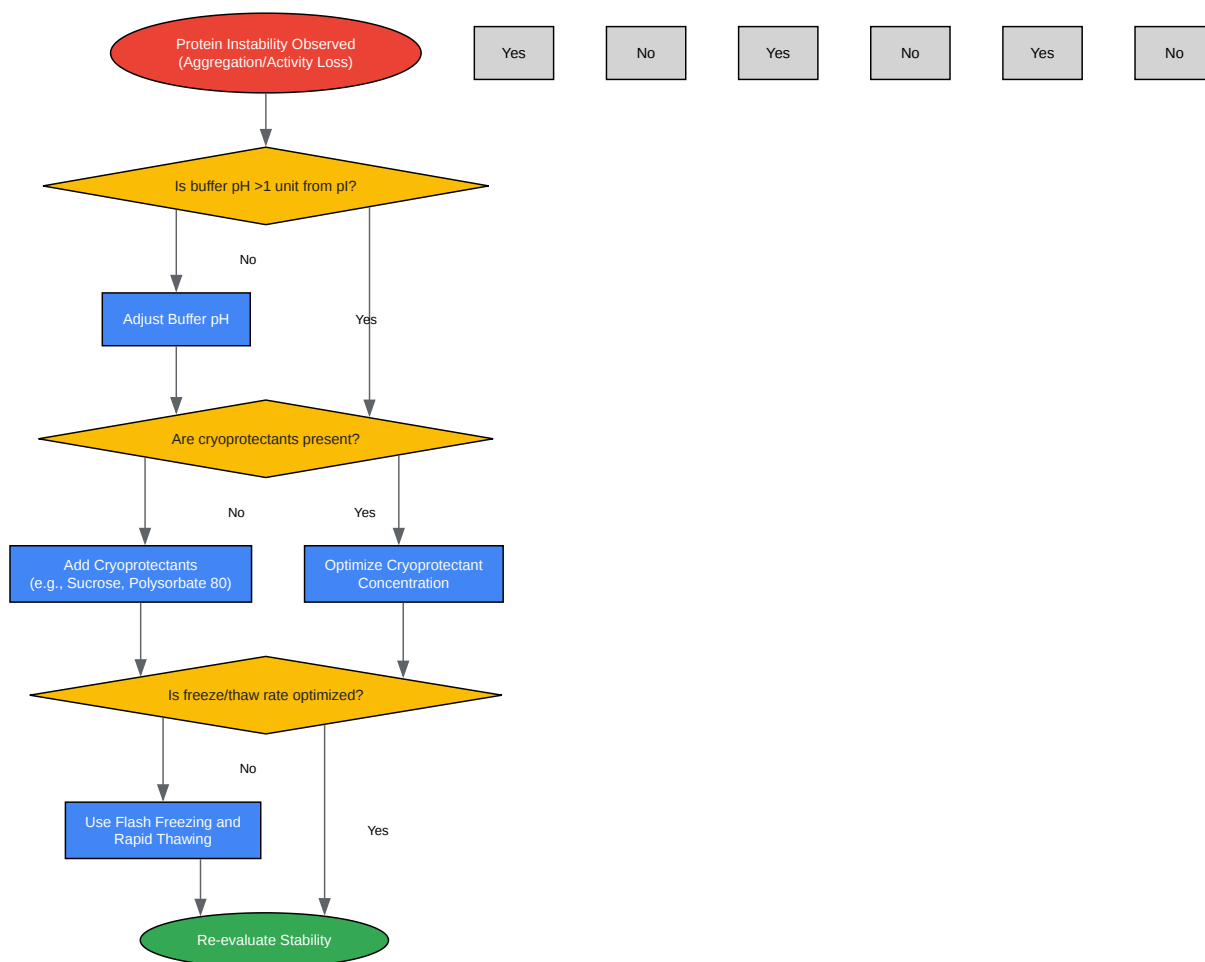 Protein Instability Observed
(Aggregation/Activity Loss)
Yes
No
Yes
No
Yes
No
Is buffer pH >1 unit from pI?
No
Adjust Buffer pH
Yes
Are cryoprotectants present?
No
Yes
Add Cryoprotectants
(e.g., Sucrose, Polysorbate 80)
Optimize Cryoprotectant
Concentration
Is freeze/thaw rate optimized?
No
Use Flash Freezing and
Rapid Thawing
Yes
Re-evaluate Stability